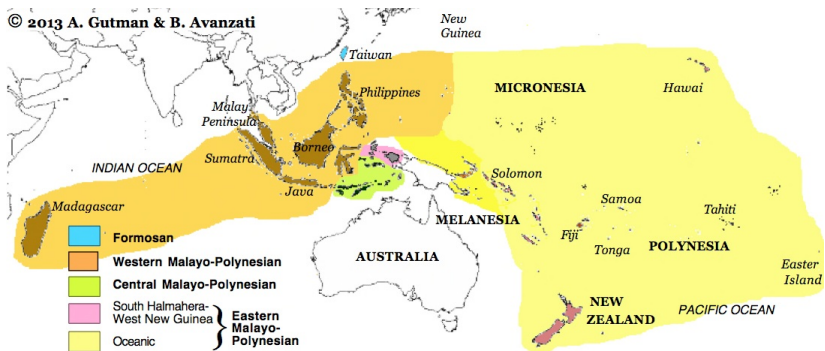 © 2013 A. Gutman & B. Avanzati
New
Guinea
Taiwan
Philippines
MICRONESIA
Hawai
Malay
Peninsula
Borneo
INDIAN OCEAN
Sumatra
Solomon
Java
Madagascar
MELANESIA
Samoa
Tahiti
Fiji
Tonga
POLYNESIA
AUSTRALIA
Easter
Island
NEW
ZEALAND
PACIFIC OCEAN
Formosan
Western Malayo-Polynesian
Central Malayo-Polynesian
South Halmahera-
West New Guinea
Oceanic
Eastern
Malayo-
Polynesian